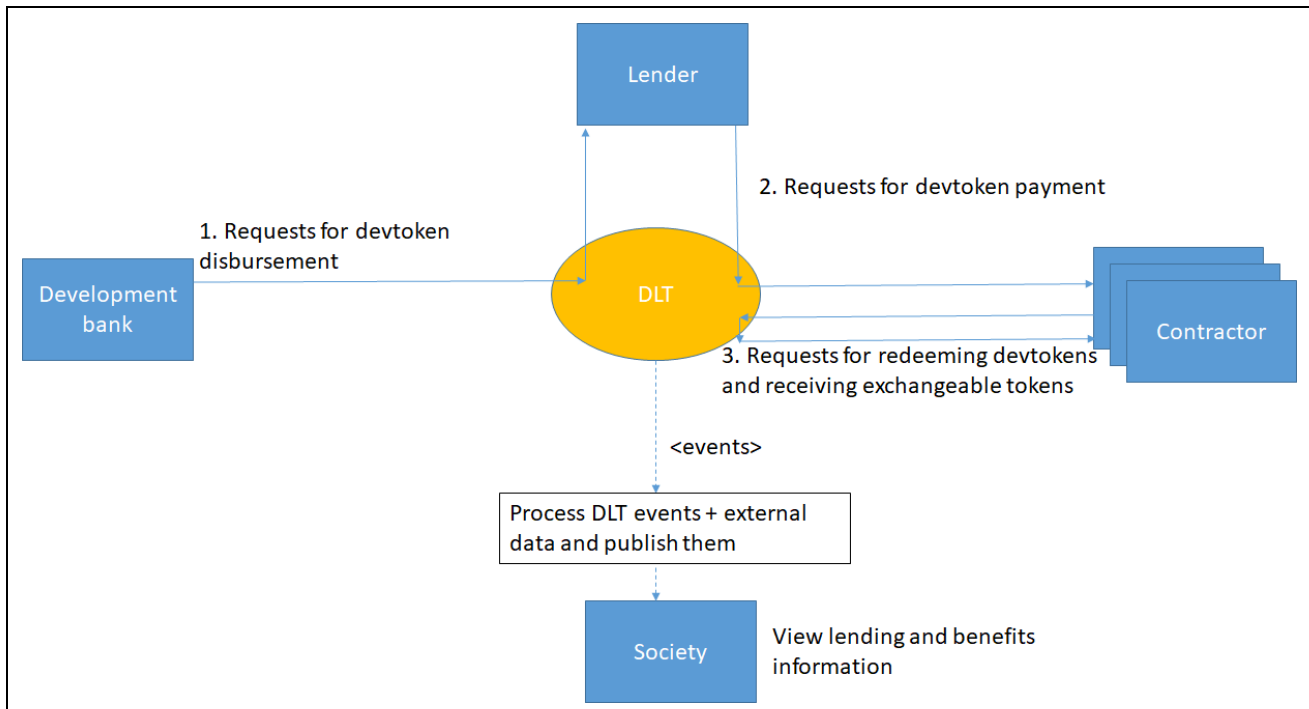 Lender
2. Requests for devtoken payment
1. Requests for devtoken
disbursement
Development
bank
DLT
Contractor
3. Requests for redeeming devtokens
and receiving exchangeable tokens
<events>
Process DLT events + external
data and publish them
Society
View lending and benefits
information